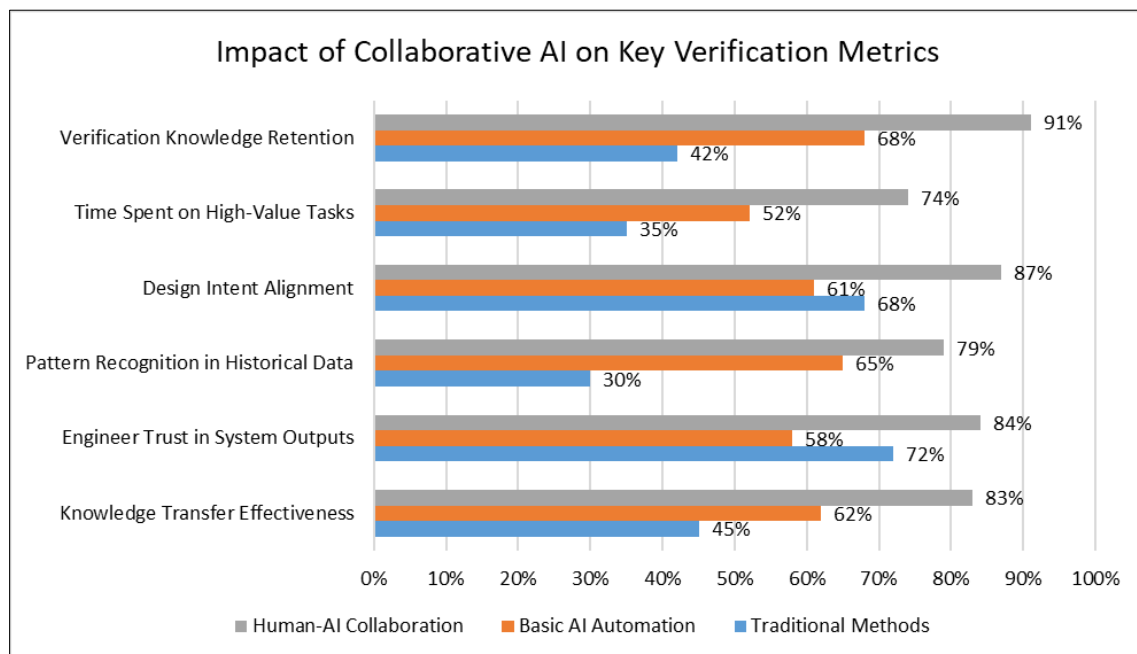 Impact of Collaborative AI on Key Verification Metrics
Verification Knowledge Retention
91%
68%
42%
Time Spent on High-Value Tasks
74%
52%
35%
Design Intent Alignment
87%
61%
68%
Pattern Recognition in Historical Data
79%
65%
30%
Engineer Trust in System Outputs
84%
58%
72%
Knowledge Transfer Effectiveness
83%
62%
45%
0% 10% 20% 30% 40% 50% 60% 70% 80% 90% 100%
Human-AI Collaboration Basic AI Automation Traditional Methods